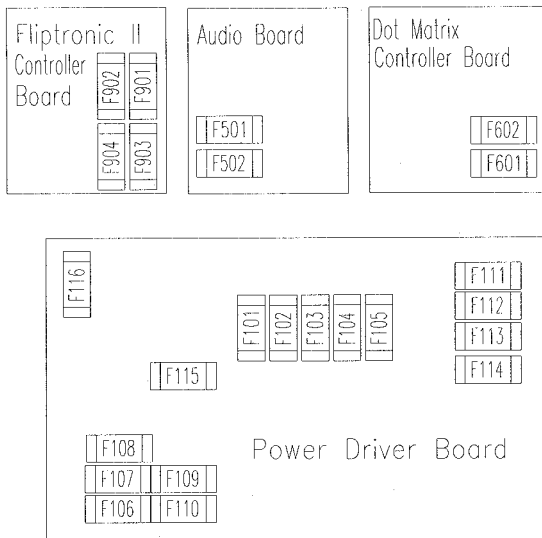 Fliptronic II
Controller
Board
F902
F901
F904
F903
Audio Board
F501
F502
Dot Matrix
Controller Board
F602
F601
F116
F101
F102
F103
F104
F105
F111
F112
F113
F114
F115
F108
F107
F109
F106
F110
Power Driver Board